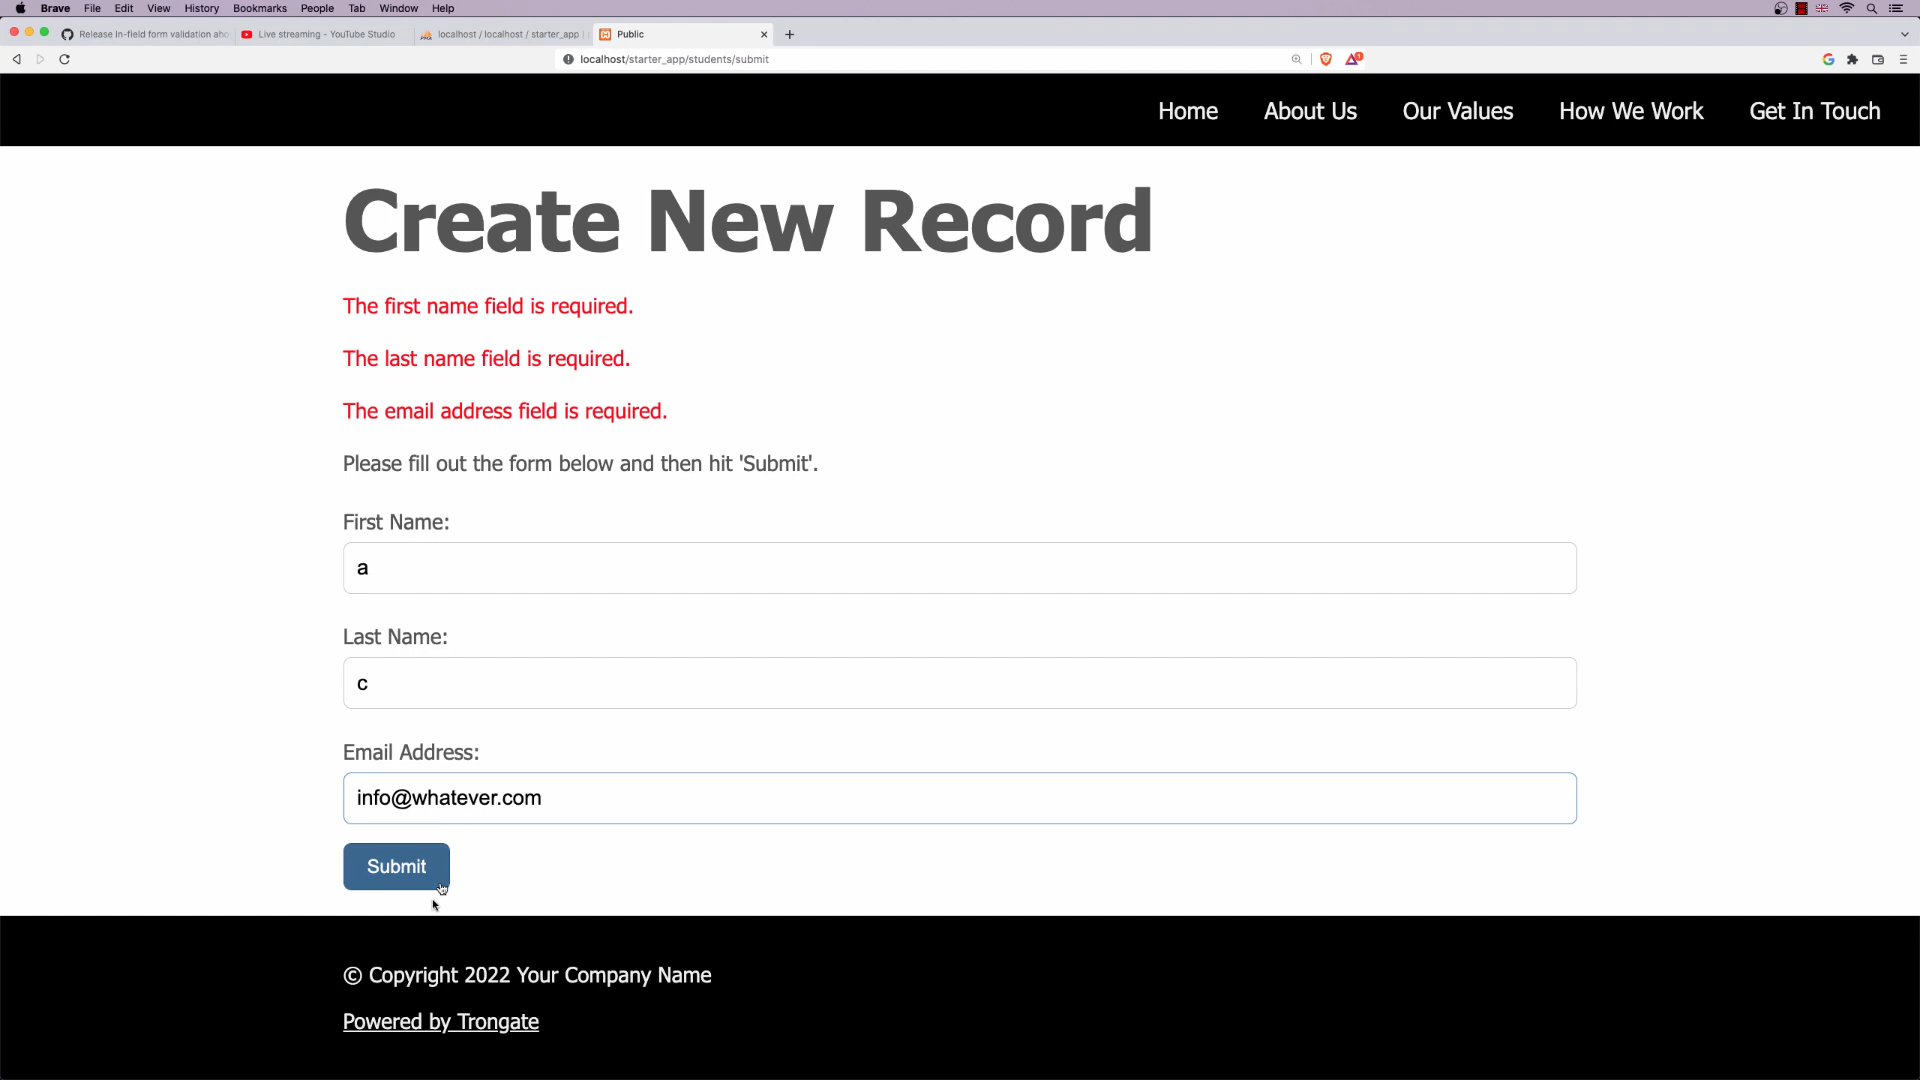 Brave File Edit View History Bookmarks People Tab Window Help
Release In-field form validation aho
Live streaming - YouTube Studio
localhost / localhost / starter_app |
Public
localhost/starter_app/students/submit
Home About Us Our Values How We Work Get In Touch
Create New Record
The first name field is required.
The last name field is required.
The email address field is required.
Please fill out the form below and then hit 'Submit'.
First Name:
a
Last Name:
c
Email Address:
info@whatever.com
Submit
© Copyright 2022 Your Company Name
Powered by Trongate